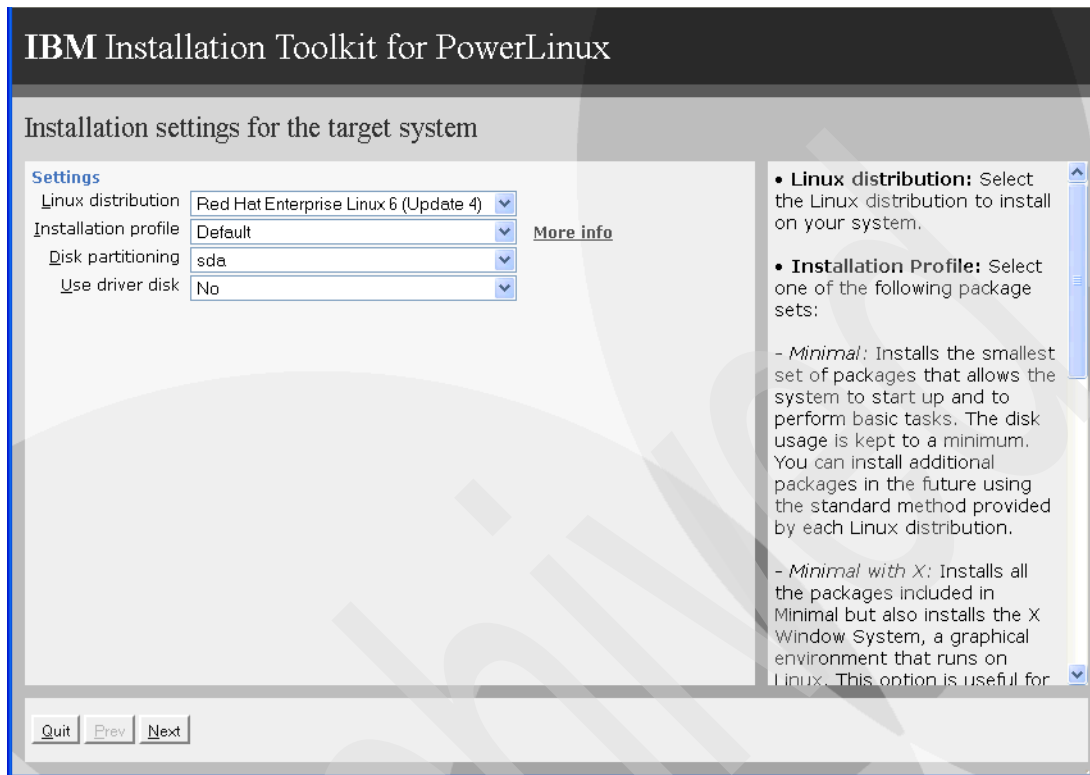 IBM Installation Toolkit for PowerLinux
Installation settings for the target system
Settings
Linux distribution Red Hat Enterprise Linux 6 (Update 4)
Installation profile Default More info
Disk partitioning sda
Use driver disk No
• Linux distribution: Select
the Linux distribution to install
on your system.
• Installation Profile: Select
one of the following package
sets:
- Minimal: Installs the smallest
set of packages that allows the
system to start up and to
perform basic tasks. The disk
usage is kept to a minimum.
You can install additional
packages in the future using
the standard method provided
by each Linux distribution.
- Minimal with X: Installs all
the packages included in
Minimal but also installs the X
Window System, a graphical
environment that runs on
Linux. This option is useful for
Quit Prev Next